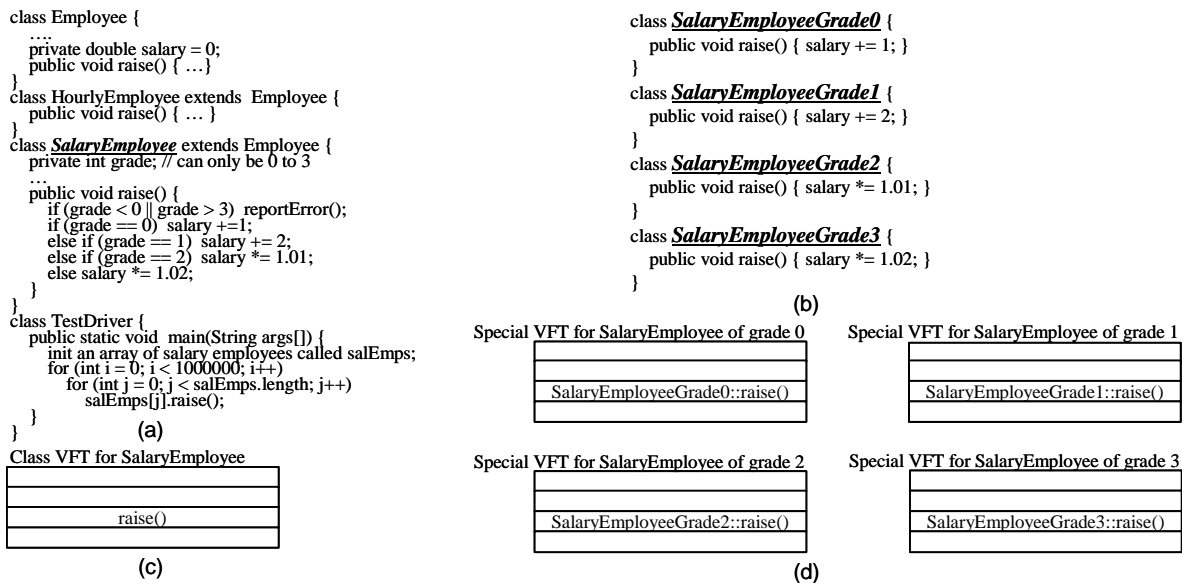 class Employee {
….
private double salary = 0;
public void raise() { …}
}
class HourlyEmployee extends Employee {
public void raise() { … }
}
class SalaryEmployee extends Employee {
private int grade; // can only be 0 to 3
…
public void raise() {
if (grade < 0 || grade > 3) reportError();
if (grade == 0) salary +=1;
else if (grade == 1) salary += 2;
else if (grade == 2) salary *= 1.01;
else salary *= 1.02;
}
}
class TestDriver {
public static void main(String args[]) {
init an array of salary employees called salEmps;
for (int i = 0; i < 1000000; i++)
for (int j = 0; j < salEmps.length; j++)
salEmps[j].raise();
}
}
(a)
class SalaryEmployeeGrade0 {
public void raise() { salary += 1; }
}
class SalaryEmployeeGrade1 {
public void raise() { salary += 2; }
}
class SalaryEmployeeGrade2 {
public void raise() { salary *= 1.01; }
}
class SalaryEmployeeGrade3 {
public void raise() { salary *= 1.02; }
}
(b)
Class VFT for SalaryEmployee
raise()
(c)
Special VFT for SalaryEmployee of grade 0
SalaryEmployeeGrade0::raise()
Special VFT for SalaryEmployee of grade 1
SalaryEmployeeGrade1::raise()
Special VFT for SalaryEmployee of grade 2
SalaryEmployeeGrade2::raise()
Special VFT for SalaryEmployee of grade 3
SalaryEmployeeGrade3::raise()
(d)